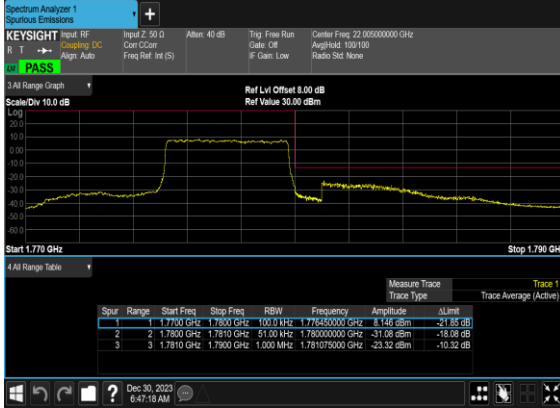 Spectrum Analyzer 1
Spurious Emissions
+
KEYSIGHT Input: RF Input Z: 50 Ω Atten: 40 dB Trig: Free Run Center Freq: 22.005000000 GHz
R T Coupling: DC Corr CCorr Gate: Off Avg|Hold: 100/100
Align: Auto Freq Ref: Int (S) IF Gain: Low Radio Std: None
PASS
3 All Range Graph
Ref Lvl Offset 8.00 dB
Scale/Div 10.0 dB Ref Value 30.00 dBm
Log
20.0
10.0
0.00
-10.0
-20.0
-30.0
-40.0
-50.0
-60.0
Start 1.770 GHz Stop 1.790 GH
4 All Range Table
Measure Trace Trace 1
Trace Type Trace Average (Active)
Spur Range Start Freq Stop Freq RBW Frequency Amplitude ΔLimit
1 1 1.7700 GHz 1.7800 GHz 100.0 kHz 1.776450000 GHz 8.146 dBm -21.85 dB
2 2 1.7800 GHz 1.7810 GHz 51.00 kHz 1.780000000 GHz -31.08 dBm -18.08 dB
3 3 1.7810 GHz 1.7900 GHz 1.000 MHz 1.781075000 GHz -23.32 dBm -10.32 dB
? Dec 30, 2023
6:47:18 AM